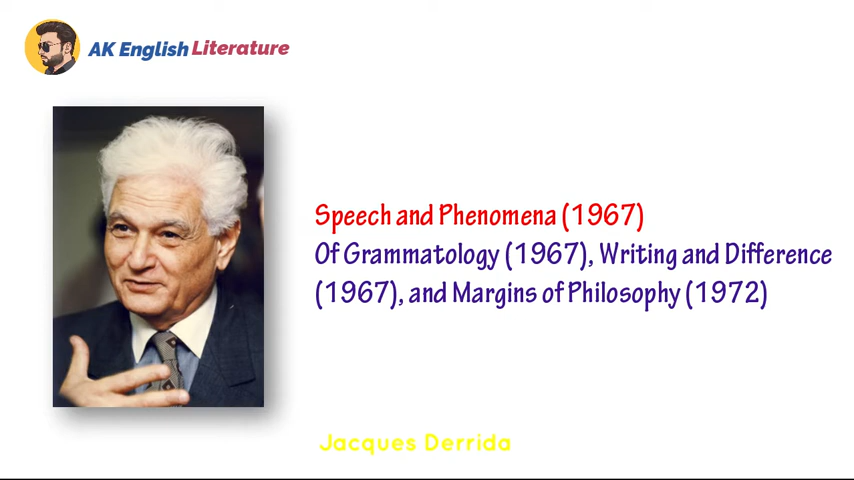 AK English Literature
Speech and Phenomena (1967)
Of Grammatology (1967), Writing and Difference
(1967), and Margins of Philosophy (1972)
Jacques Derrida